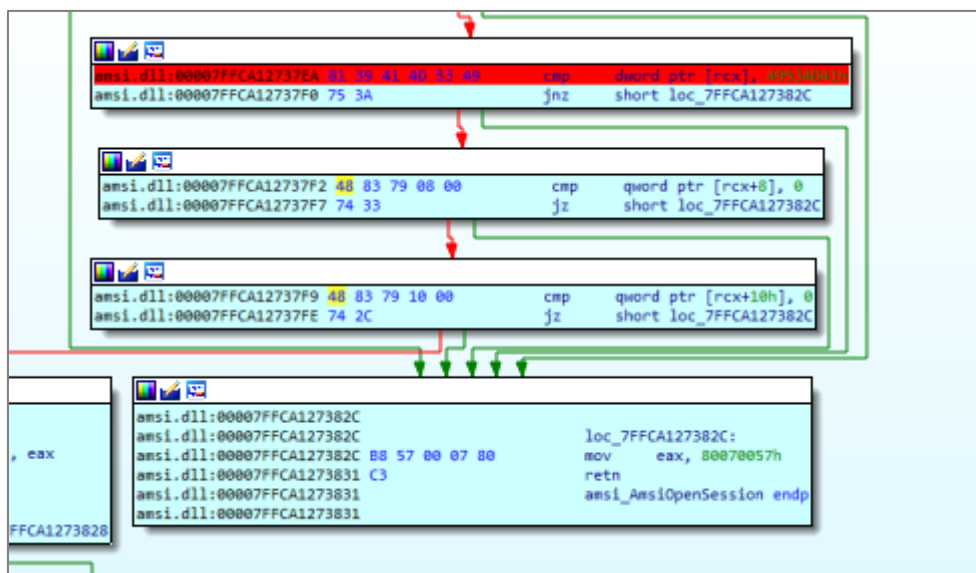 amsi.dll:00007FFCA12737EA 81 39 41 4D 53 49 cmp dword ptr [rcx], 49534D41h
amsi.dll:00007FFCA12737F0 75 3A jnz short loc_7FFCA127382C
amsi.dll:00007FFCA12737F2 48 83 79 08 00 cmp qword ptr [rcx+8], 0
amsi.dll:00007FFCA12737F7 74 33 jz short loc_7FFCA127382C
amsi.dll:00007FFCA12737F9 48 83 79 10 00 cmp qword ptr [rcx+10h], 0
amsi.dll:00007FFCA12737FE 74 2C jz short loc_7FFCA127382C
, eax
FFCA1273828
amsi.dll:00007FFCA127382C
amsi.dll:00007FFCA127382C loc_7FFCA127382C:
amsi.dll:00007FFCA127382C B8 57 00 07 80 mov eax, 80070057h
amsi.dll:00007FFCA1273831 C3 retn
amsi.dll:00007FFCA1273831 amsi_AmsiOpenSession endp
amsi.dll:00007FFCA1273831